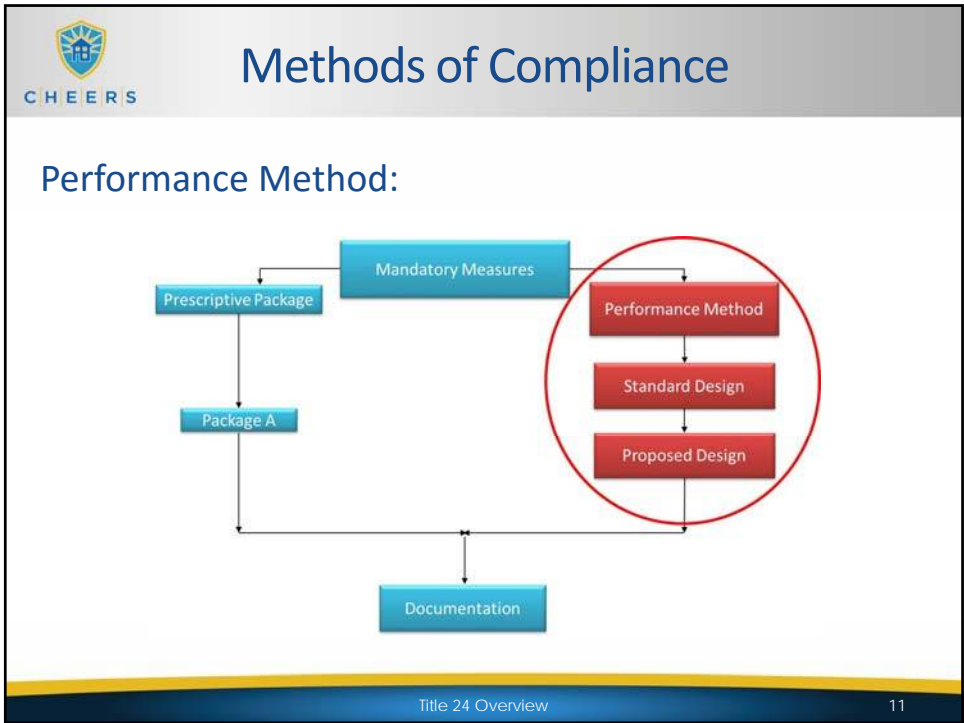 C|H|E|E|R|S
Methods of Compliance
Performance Method:
Mandatory Measures
Prescriptive Package
Performance Method
Standard Design
Package A
Proposed Design
Documentation
Title 24 Overview
11